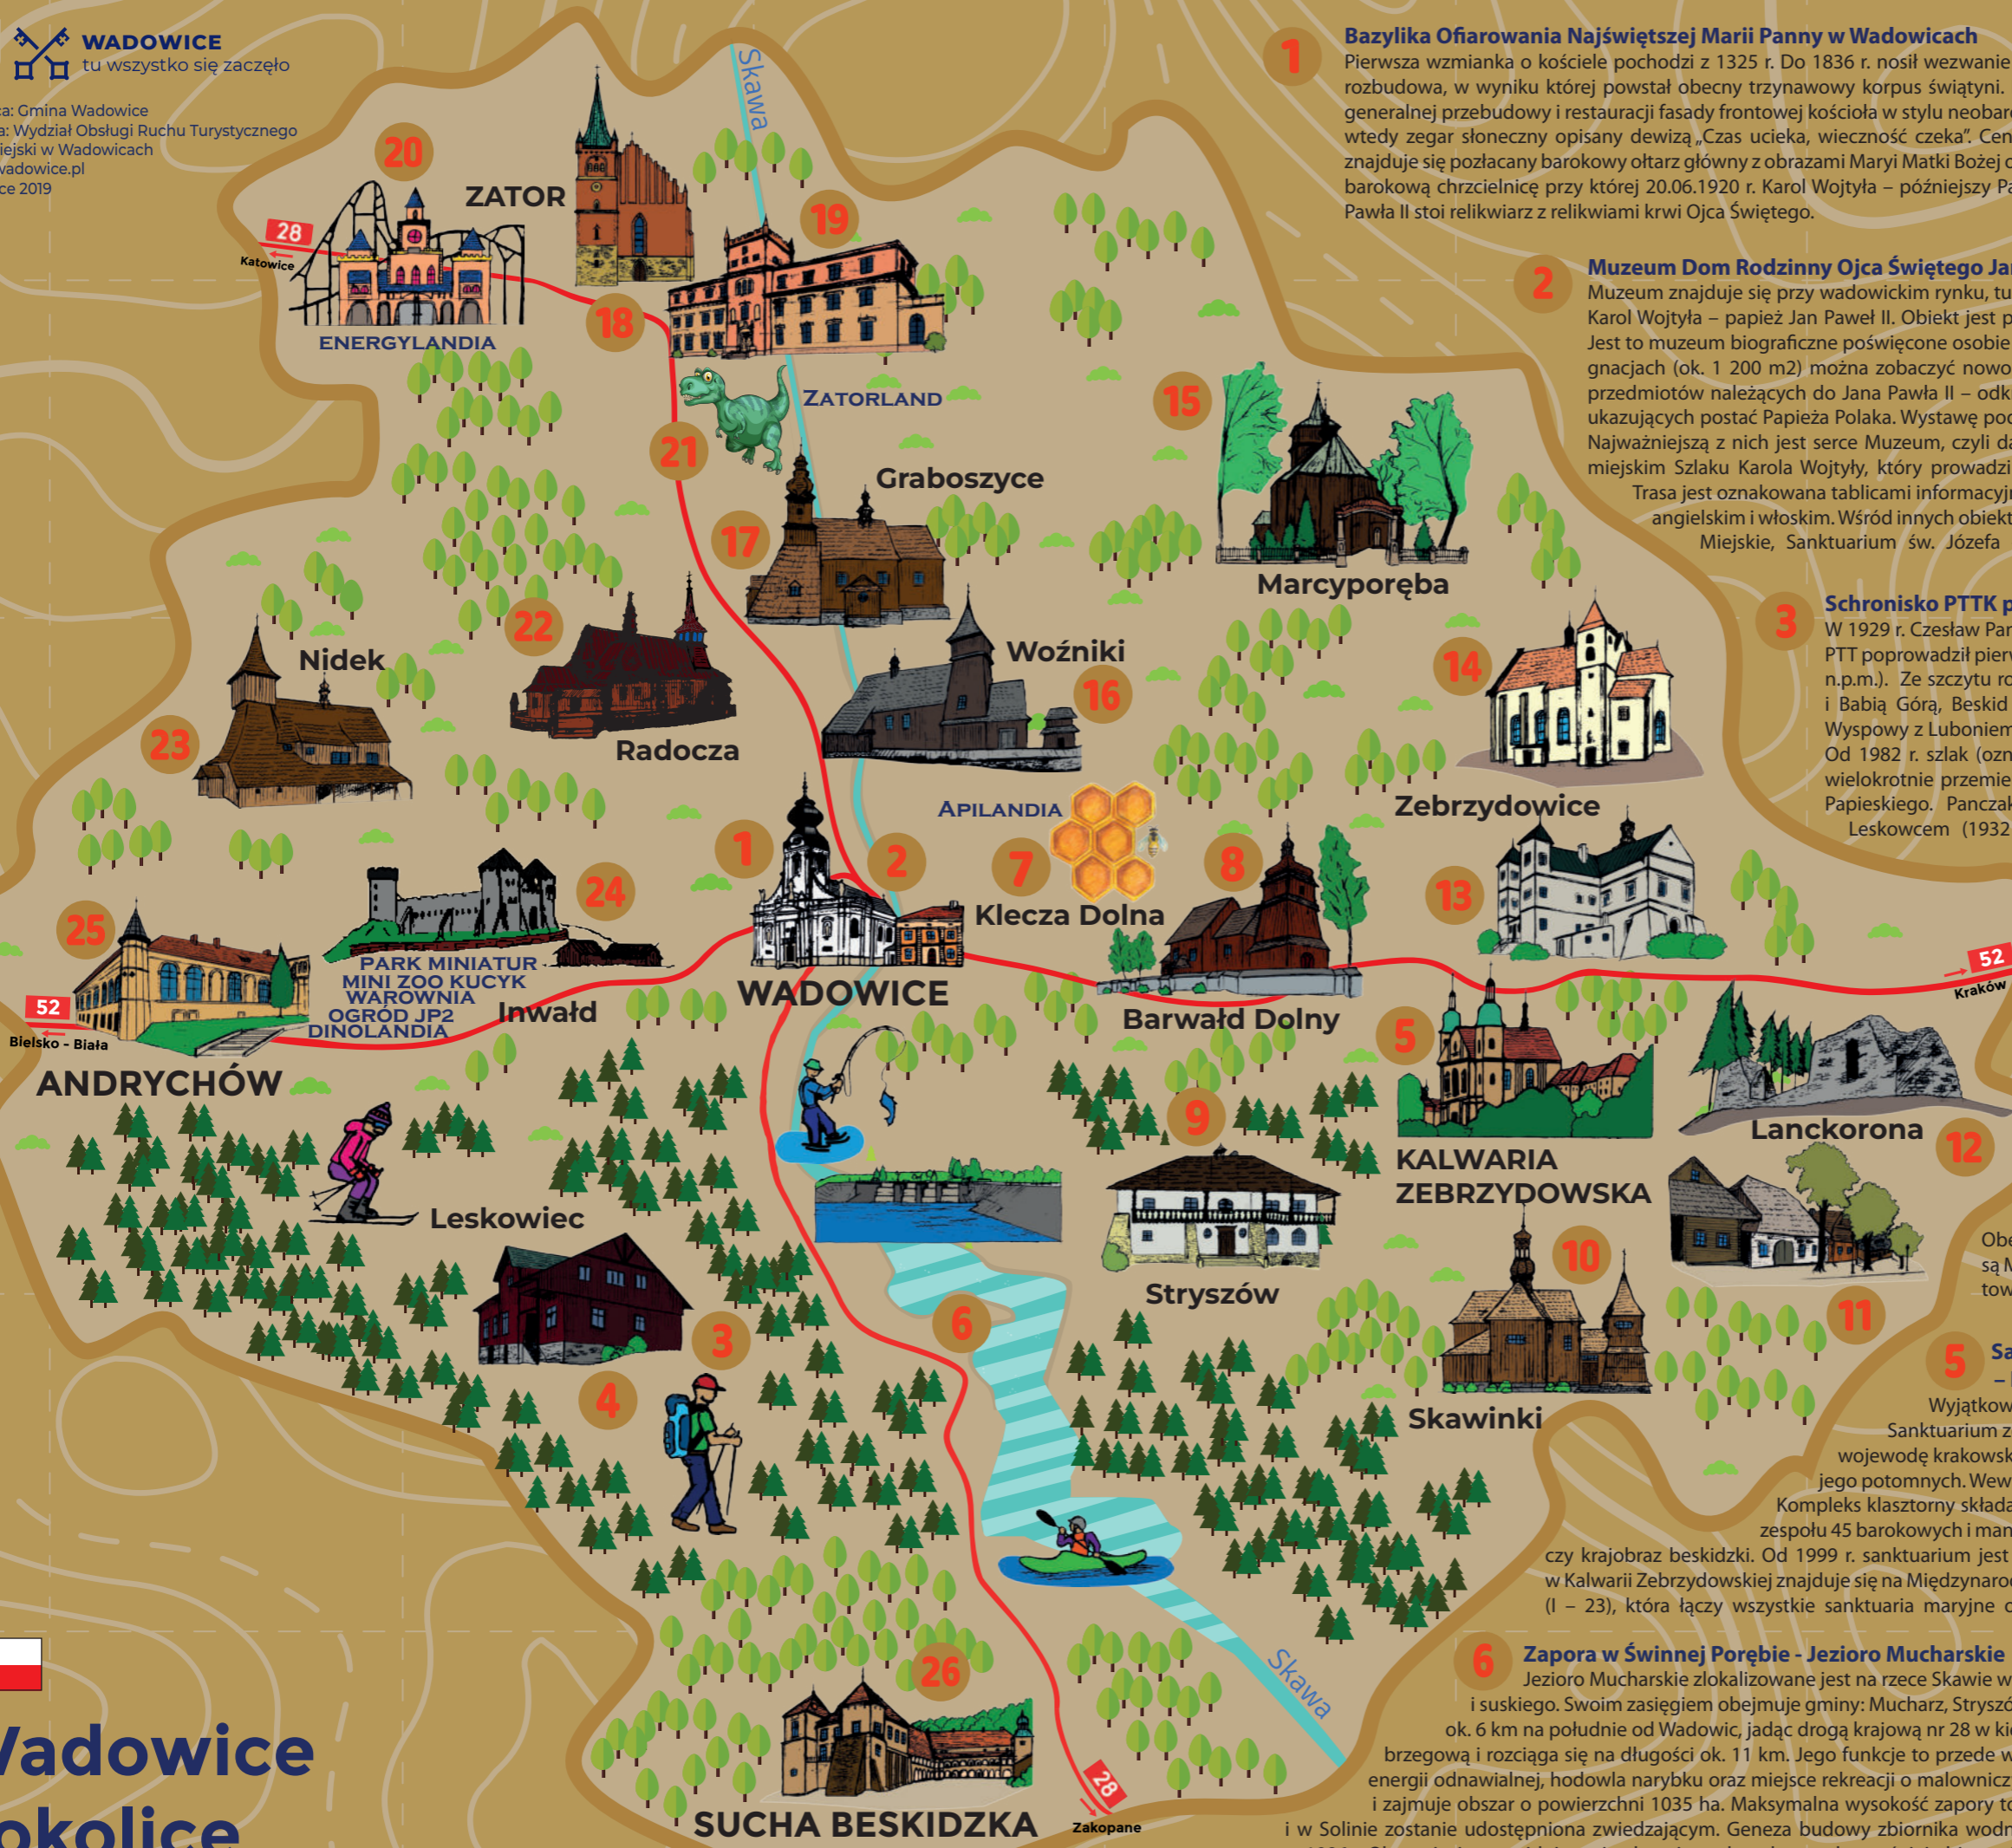 WADOWICE
tu wszystko się zaczęło
Gmina Wadowice
Wydział Obsługi Ruchu Turystycznego
w Wadowicach
wadowice.pl
2019
Skawa
20
ZATOR
19
28
Katowice
18
ENERGYLANDIA
ZATORLAND
15
21
Graboszyce
17
Marcyporęba
22
Nidek
Woźniki
14
16
23
Radocza
Zebrzydowice
APILANDIA
1
2
7
8
24
13
25
Klecza Dolna
PARK MINIATUR
MINI ZOO KUCYK
WAROWNIA
OGRÓD JP2
DINOLANDIA
Inwałd
WADOWICE
52
Kraków
52
Bielsko - Biała
Barwałd Dolny
5
ANDRYCHÓW
9
Lanckorona
12
KALWARIA
ZEBRZYDOWSKA
Leskowiec
10
Stryszów
11
6
3
4
Skawinki
Skawa
26
SUCHA BESKIDZKA
28
Zakopane
Wadowice
okolice
1
Bazylika Ofiarowania Najświętszej Marii Panny w Wadowicach
Pierwsza wzmianka o kościele pochodzi z 1325 r. Do 1836 r. nosił wezwanie
rozbudowa, w wyniku której powstał obecny trzynawowy korpus świątyni.
generalnej przebudowy i restauracji fasady frontowej kościoła w stylu
wtedy zegar słoneczny opisany dewizą „Czas ucieka, wieczność czeka”.
znajduje się pozłacany barokowy ołtarz główny z obrazami Maryi Matki Bożej
barokową chrzcielnicę przy której 20.06.1920 r. Karol Wojtyła – późniejszy
Pawła II stoi relikwiarz z relikwiami krwi Ojca Świętego.
2
Muzeum Dom Rodzinny Ojca Świętego
Muzeum znajduje się przy wadowickim rynku, tu
Karol Wojtyła – papież Jan Paweł II. Obiekt jest
Jest to muzeum biograficzne poświęcone osobie
gnacjach (ok. 1 200 m2) można zobaczyć
przedmiotów należących do Jana Pawła II –
ukazujących postać Papieża Polaka. Wystawę
Najważniejszą z nich jest serce Muzeum, czyli
miejskim Szlaku Karola Wojtyły, który prowadzi
Trasa jest oznakowana tablicami
angielskim i włoskim. Wśród innych
Miejskie, Sanktuarium św. Józefa
3
Schronisko PTTK
W 1929 r. Czesław
PTT poprowadził
n.p.m.). Ze szczytu
i Babią Górą, Beskid
Wyspowy z Luboniem
Od 1982 r. szlak
wielokrotnie
Papieskiego.
Leskowcem (1932
są
5
Sanktuarium
wojewodę
jego potomnych.
Kompleks klasztorny
zespołu 45 barokowych i
czy krajobraz beskidzki. Od 1999 r. sanktuarium jest
w Kalwarii Zebrzydowskiej znajduje się na
(I – 23), która łączy wszystkie sanktuaria maryjne
6
Zapora w Świnnej Porębie - Jezioro Mucharskie
Jezioro Mucharskie zlokalizowane jest na rzece Skawie
i suskiego. Swoim zasięgiem obejmuje gminy: Mucharz,
ok. 6 km na południe od Wadowic, jadąc drogą krajową nr 28 w
brzegową i rozciąga się na długości ok. 11 km. Jego funkcje to przede
energii odnawialnej, hodowla narybku oraz miejsce rekreacji o
i zajmuje obszar o powierzchni 1035 ha. Maksymalna wysokość zapory
i w Solinie zostanie udostępniona zwiedzającym. Geneza budowy zbiornika